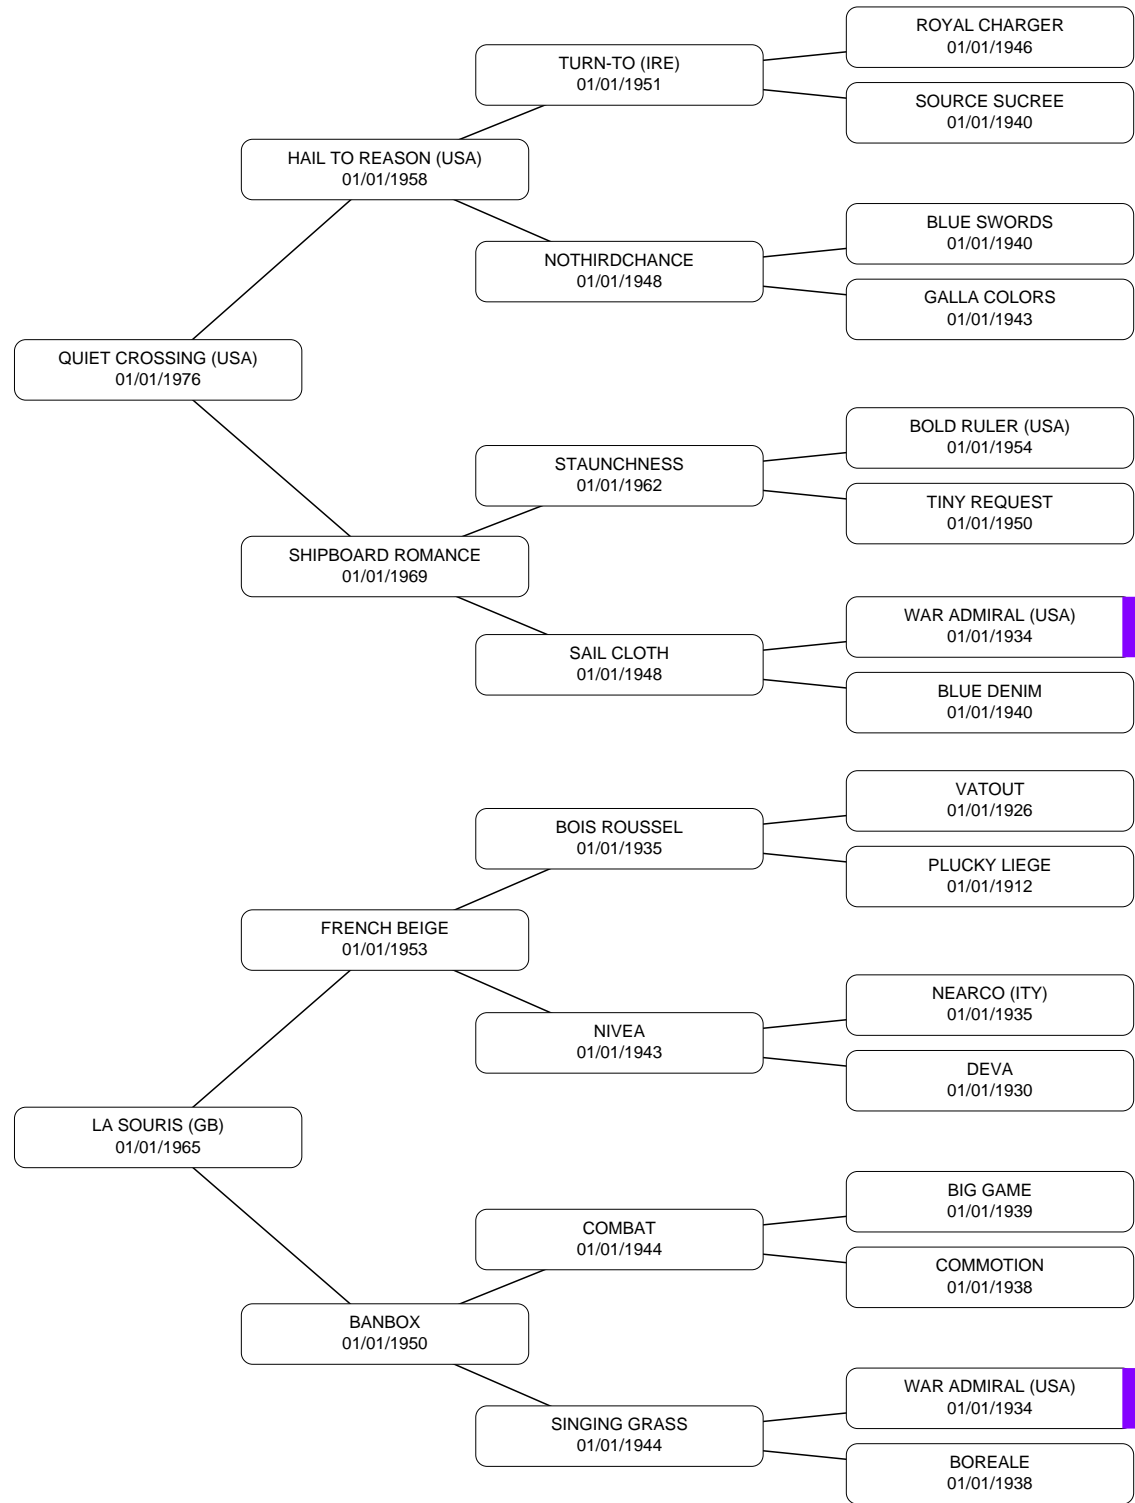 ROYAL CHARGER
01/01/1946
TURN-TO (IRE)
01/01/1951
SOURCE SUCREE
01/01/1940
HAIL TO REASON (USA)
01/01/1958
BLUE SWORDS
01/01/1940
NOTHIRDCHANCE
01/01/1948
GALLA COLORS
01/01/1943
QUIET CROSSING (USA)
01/01/1976
BOLD RULER (USA)
01/01/1954
STAUNCHNESS
01/01/1962
TINY REQUEST
01/01/1950
SHIPBOARD ROMANCE
01/01/1969
WAR ADMIRAL (USA)
01/01/1934
SAIL CLOTH
01/01/1948
BLUE DENIM
01/01/1940
VATOUT
01/01/1926
BOIS ROUSSEL
01/01/1935
PLUCKY LIEGE
01/01/1912
FRENCH BEIGE
01/01/1953
NEARCO (ITY)
01/01/1935
NIVEA
01/01/1943
DEVA
01/01/1930
LA SOURIS (GB)
01/01/1965
BIG GAME
01/01/1939
COMBAT
01/01/1944
COMMOTION
01/01/1938
BANBOX
01/01/1950
WAR ADMIRAL (USA)
01/01/1934
SINGING GRASS
01/01/1944
BOREALE
01/01/1938